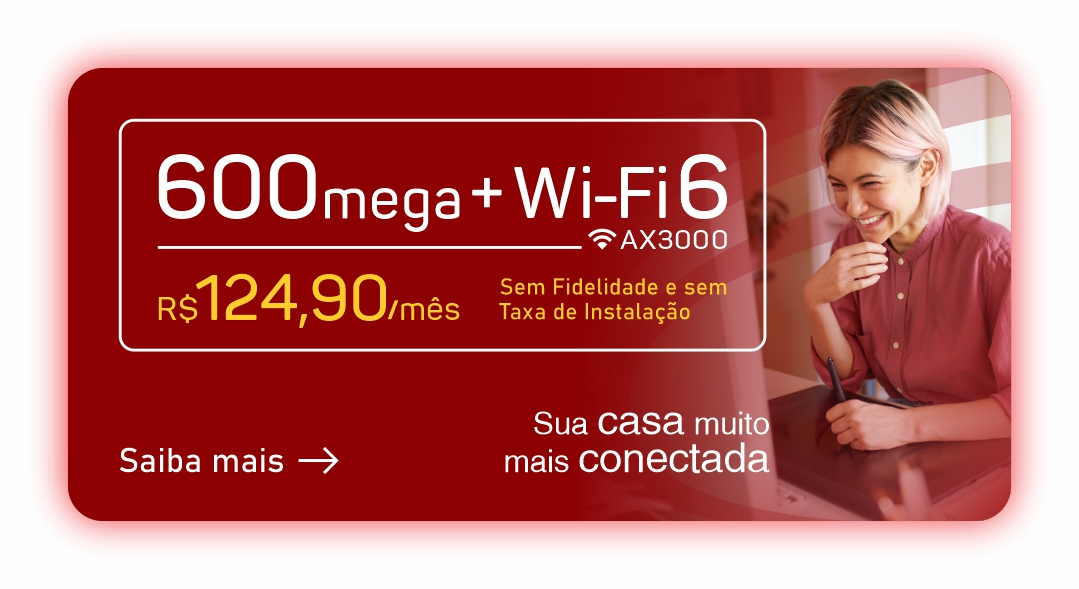 600mega + Wi-Fi 6
AX3000
R$124,90/mês
Sem Fidelidade e sem
Taxa de Instalação
Sua casa muito
mais conectada
Saiba mais →